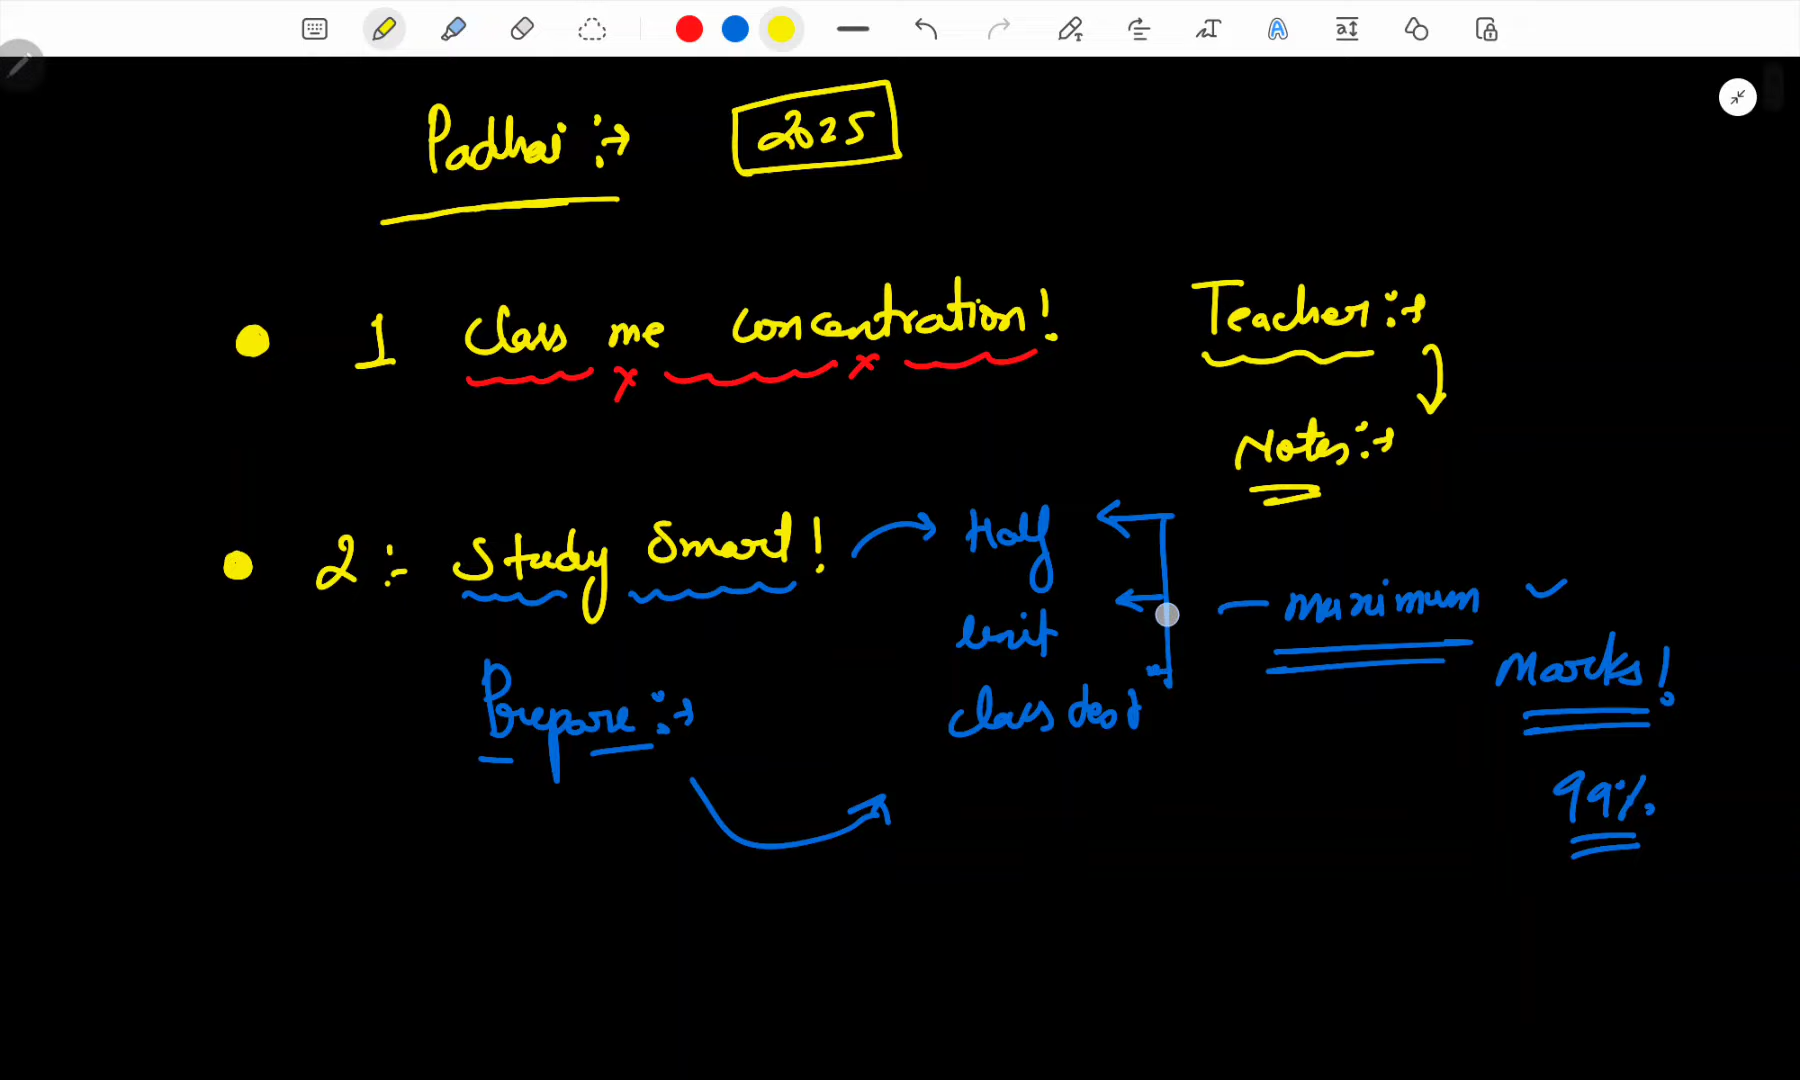 Padhai :→ 2025
1 Class me concentration! Teacher :→
Notes :→
2 :- Study Smart! → Half
Unit
class test
— maximum ✓
marks!
Prepare :→
99%